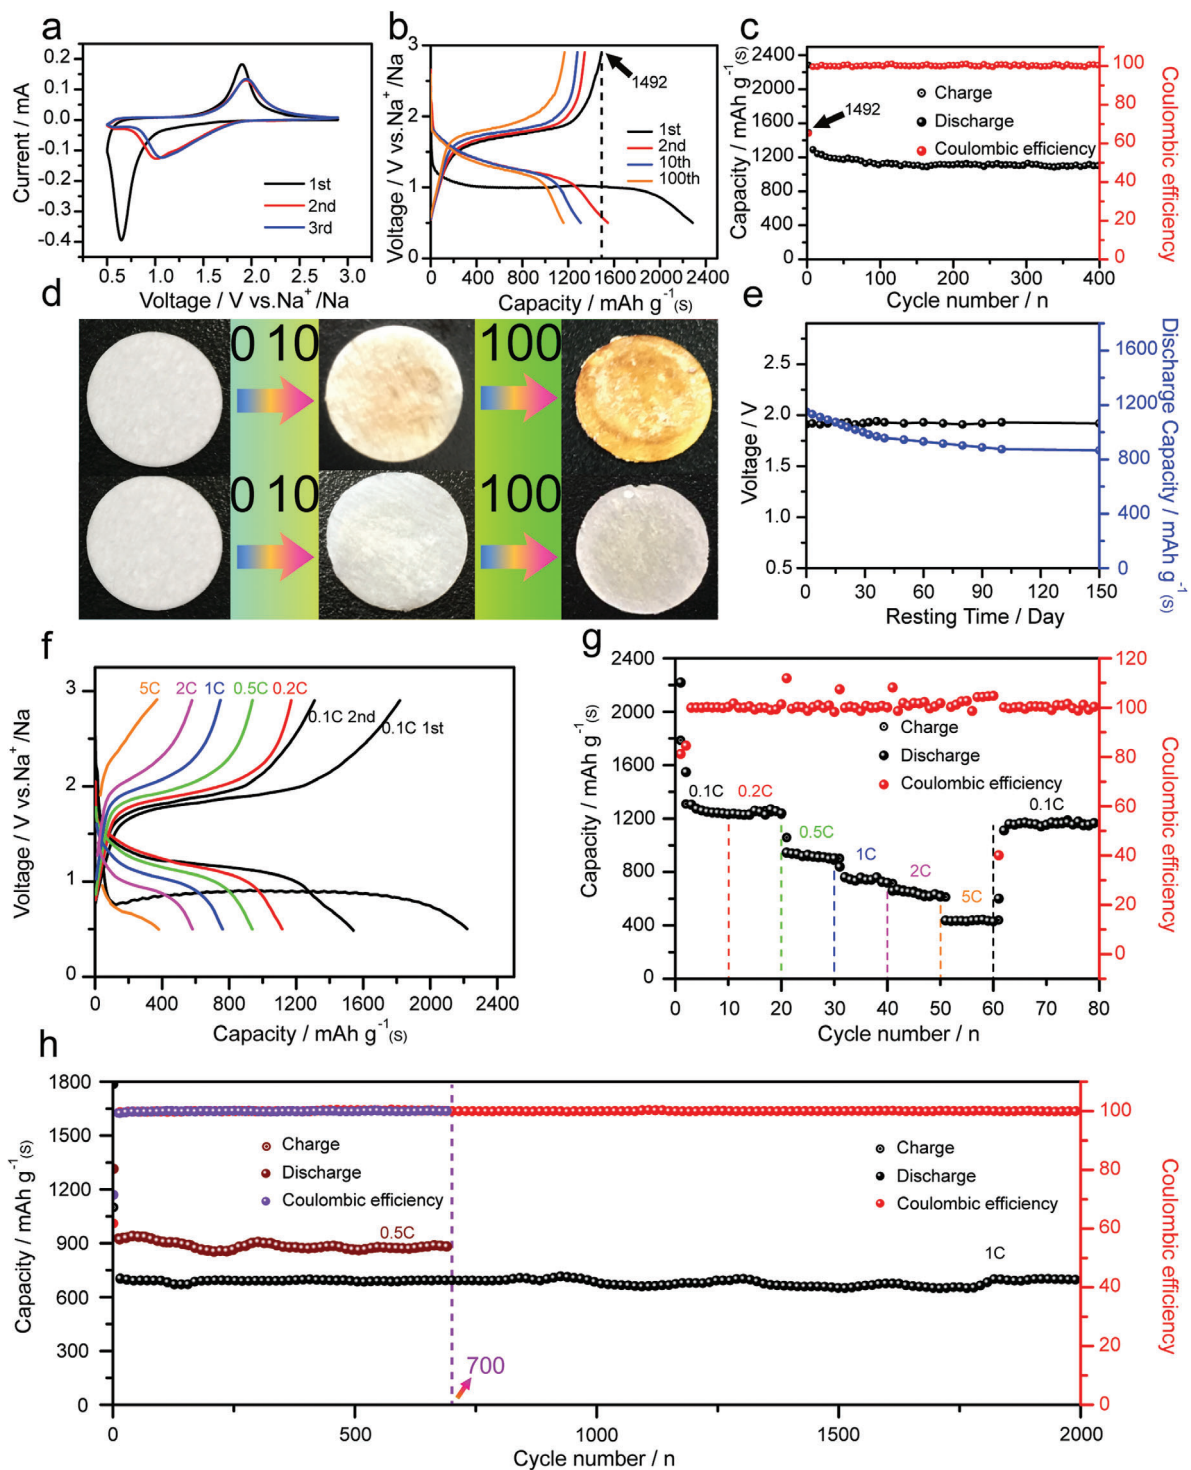 a
0.2
0.1
0.0
-0.1
-0.2
-0.3
-0.4
Current / mA
1st
2nd
3rd
0.5 1.0 1.5 2.0 2.5 3.0
Voltage / V vs.Na⁺/Na
b
3
2
1
0
Voltage / V vs.Na⁺/Na
1492
1st
2nd
10th
100th
0 400 800 1200 1600 2000 2400
Capacity / mAh g⁻¹(S)
c
2400
2000
1600
1200
800
400
0
Capacity / mAh g⁻¹(S)
1492
Charge
Discharge
Coulombic efficiency
100
80
60
40
20
0
Coulombic efficiency
0 100 200 300 400
Cycle number / n
d
0 10
100
0 10
100
e
2.5
2.0
1.5
1.0
0.5
Voltage / V
1600
1200
800
400
0
Discharge Capacity / mAh g⁻¹(S)
0 30 60 90 120 150
Resting Time / Day
f
3
2
1
0
Voltage / V vs.Na⁺/Na
5C 2C 1C 0.5C 0.2C
0.1C 2nd
0.1C 1st
0 400 800 1200 1600 2000 2400
Capacity / mAh g⁻¹(S)
g
2400
2000
1600
1200
800
400
0
Capacity / mAh g⁻¹(S)
Charge
Discharge
Coulombic efficiency
0.1C 0.2C
0.5C
1C
2C
5C
0.1C
120
100
80
60
40
20
0
Coulombic efficiency
0 10 20 30 40 50 60 70 80
Cycle number / n
h
1800
1500
1200
900
600
300
0
Capacity / mAh g⁻¹(S)
Charge
Discharge
Coulombic efficiency
0.5C
Charge
Discharge
Coulombic efficiency
1C
700
100
80
60
40
20
0
Coulombic efficiency
0 500 1000 1500 2000
Cycle number / n